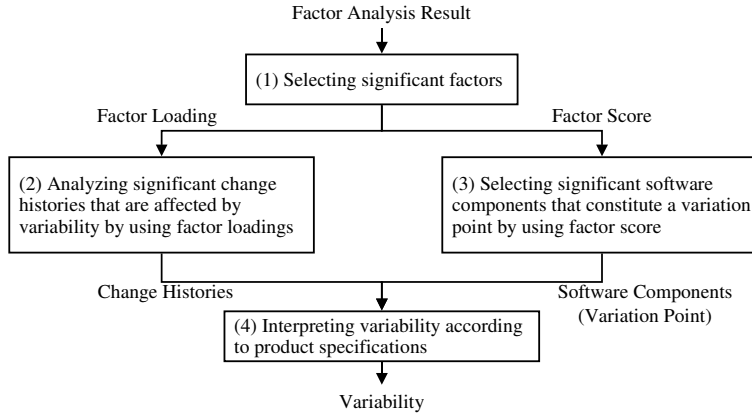 Factor Analysis Result
(1) Selecting significant factors
Factor Loading
Factor Score
(2) Analyzing significant change
histories that are affected by
variability by using factor loadings
(3) Selecting significant software
components that constitute a variation
point by using factor score
Change Histories
Software Components
(Variation Point)
(4) Interpreting variability according
to product specifications
Variability